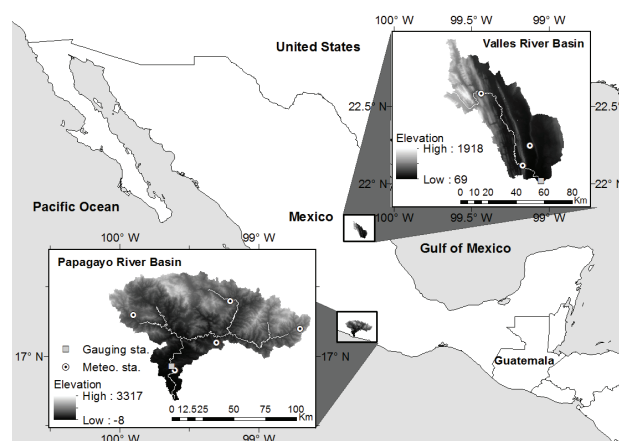 100° W 99.5° W 99° W
United States
Valles River Basin
22.5° N
22.5° N
Elevation
High : 1918
Low : 69
22° N
22° N
0 10 20 40 60 80
Km
100° W 99.5° W 99° W
Pacific Ocean
Mexico
Gulf of Mexico
100° W 99° W
Papagayo River Basin
17° N
17° N
Gauging sta.
Meteo. sta.
Elevation
High : 3317
Low : -8
0 12.525 50 75 100
Km
100° W 99° W
Guatemala